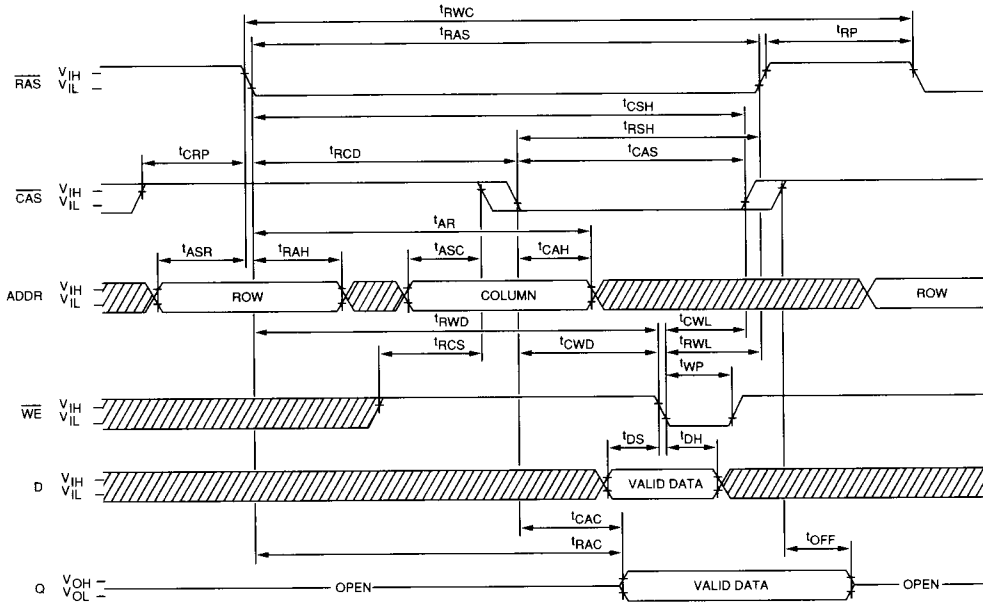 tRWC
tRAS
tRP
RAS VIH
VIL
tCSH
tRSH
tCRP tRCD tCAS
CAS VIH
VIL
tAR
tASR tRAH tASC tCAH
ADDR VIH
VIL
ROW COLUMN ROW
tRWD tCWL
tRCS tCWD tRWL
tWP
WE VIH
VIL
tDS tDH
D VIH
VIL
VALID DATA
tCAC
tRAC tOFF
Q VOH
VOL
OPEN VALID DATA OPEN